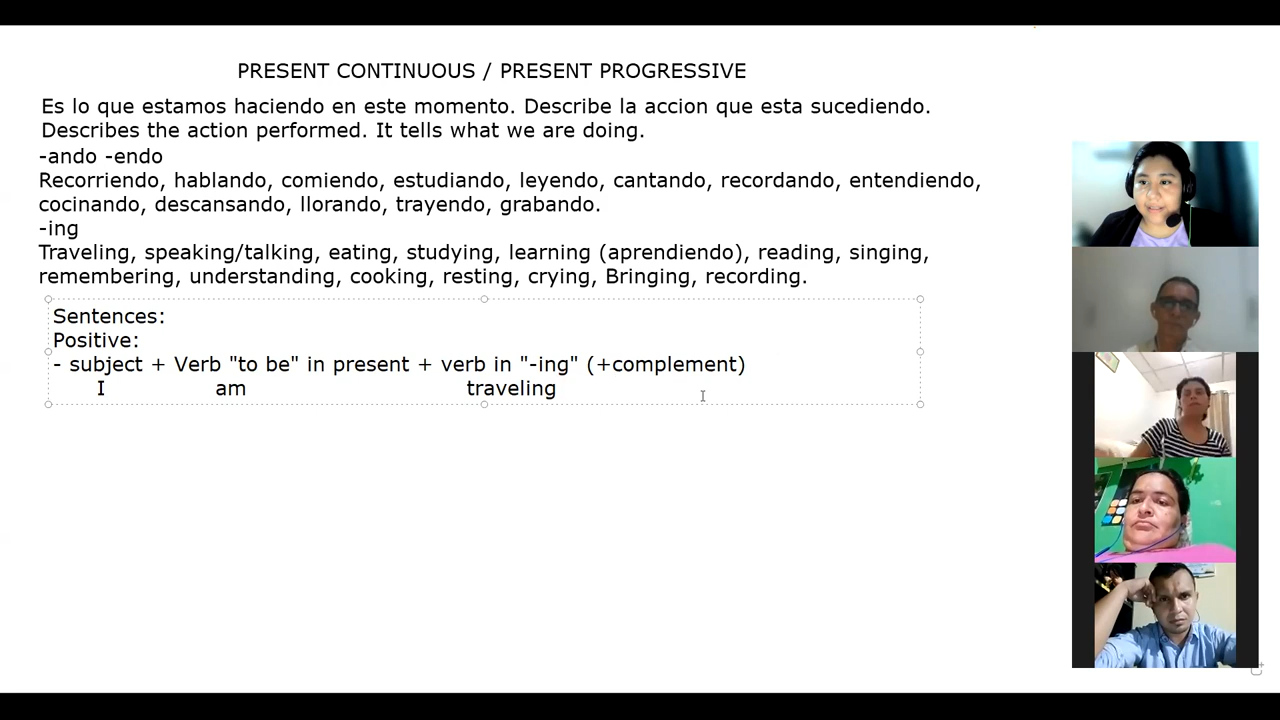 PRESENT CONTINUOUS / PRESENT PROGRESSIVE
Es lo que estamos haciendo en este momento. Describe la accion que esta sucediendo.
Describes the action performed. It tells what we are doing.
-ando -endo
Recorriendo, hablando, comiendo, estudiando, leyendo, cantando, recordando, entendiendo,
cocinando, descansando, llorando, trayendo, grabando.
-ing
Traveling, speaking/talking, eating, studying, learning (aprendiendo), reading, singing,
remembering, understanding, cooking, resting, crying, Bringing, recording.
Sentences:
Positive:
- subject + Verb "to be" in present + verb in "-ing" (+complement)
I am traveling